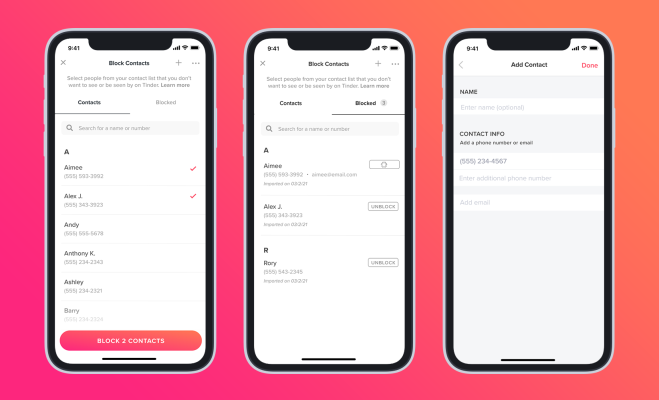 9:41
Block Contacts
Select people from your contact list that you don't
want to see or be seen by on Tinder. Learn more
Contacts
Blocked
Search for a name or number
A
Aimee
(555) 593-3992
Alex J.
(555) 343-3923
Andy
(555) 555-5678
Anthony K.
(555) 234-2343
Ashley
(555) 234-2321
Barry
(555) 234-2324
BLOCK 2 CONTACTS
9:41
Block Contacts
Select people from your contact list that you don't
want to see or be seen by on Tinder. Learn more
Contacts
Blocked 3
Search for a name or number
A
Aimee
(555) 593-3992 • aimee@email.com
Imported on 02/2/21
Alex J.
UNBLOCK
(555) 343-3923
Imported on 02/2/21
R
Rory
UNBLOCK
(555) 543-2345
Imported on 02/2/21
9:41
Add Contact
Done
NAME
Enter name (optional)
CONTACT INFO
Add a phone number or email
(555) 234-4567
Enter additional phone number
Add email